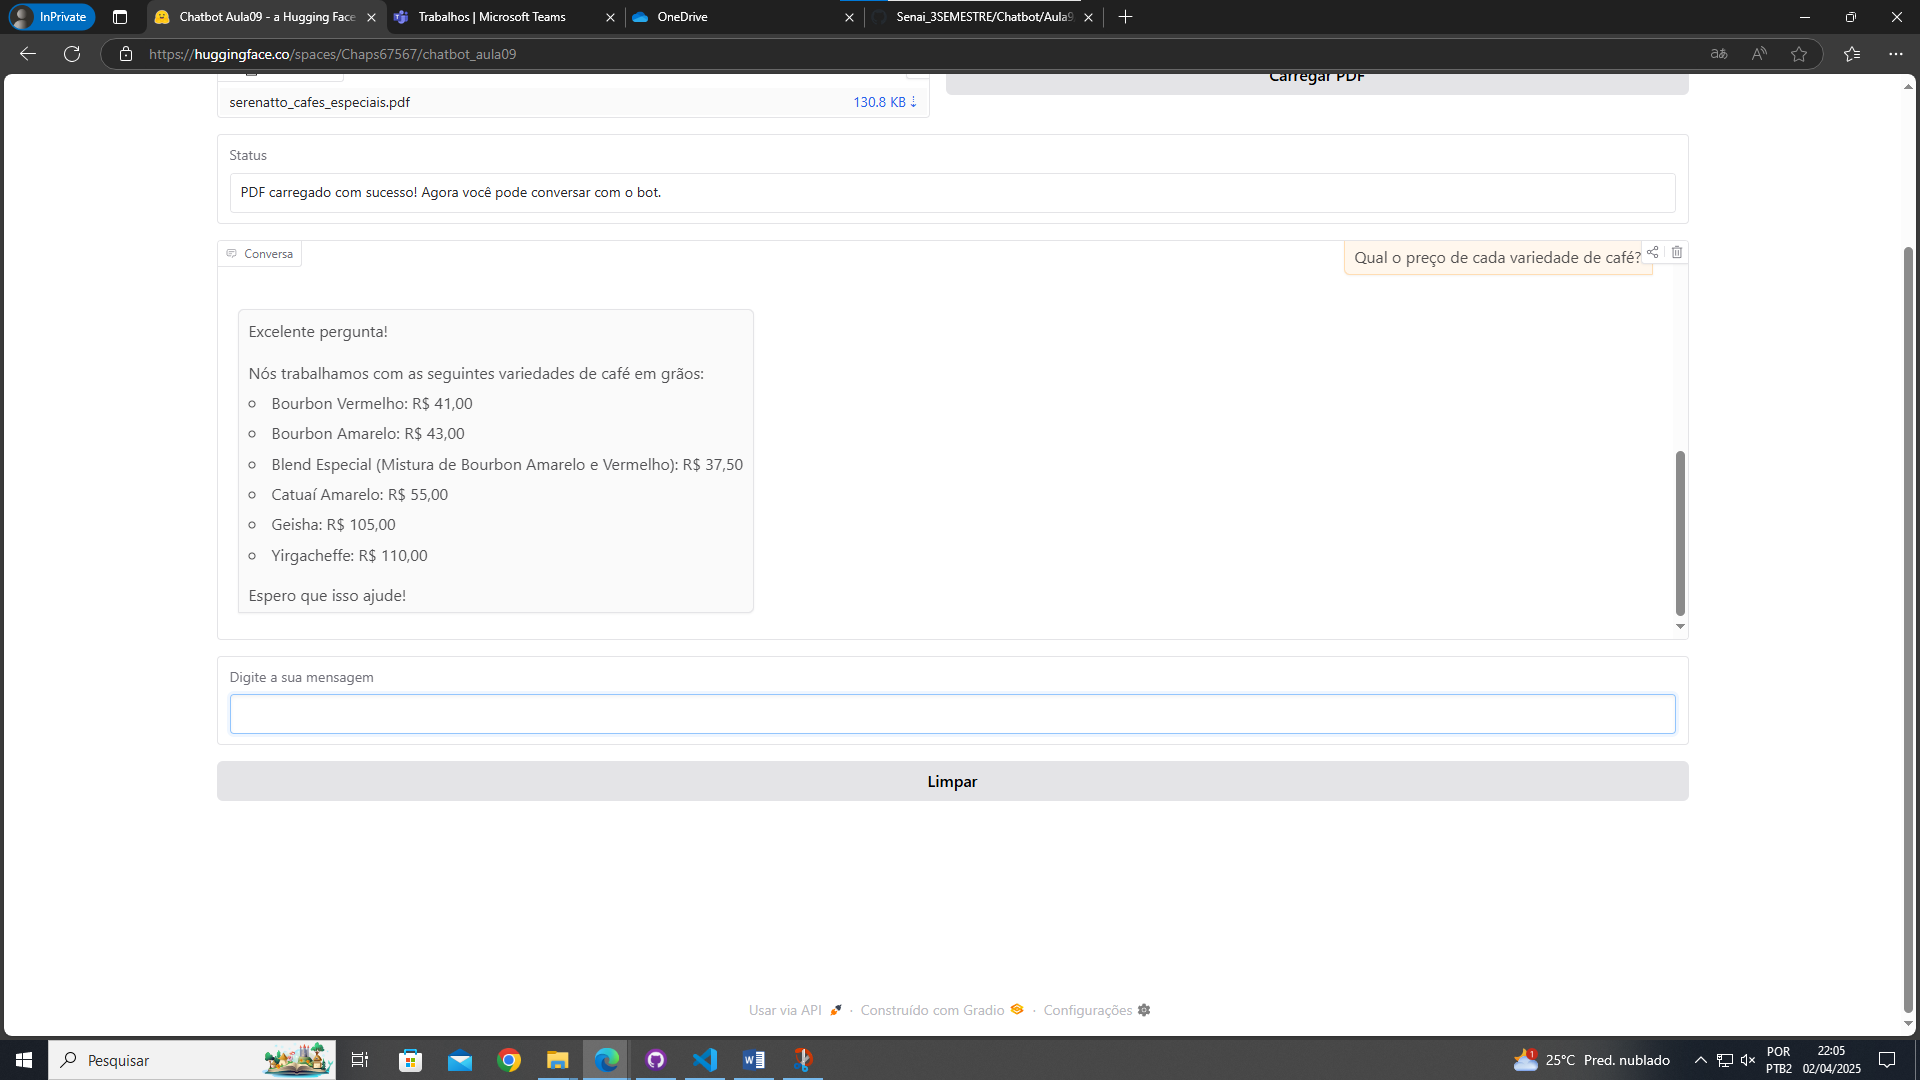 InPrivate
Chatbot Aula09 - a Hugging Face
Trabalhos | Microsoft Teams
OneDrive
Senai_3SEMESTRE/Chatbot/Aula9
https://huggingface.co/spaces/Chaps67567/chatbot_aula09
Carregar PDF
serenatto_cafes_especiais.pdf
130.8 KB ⇣
Status
PDF carregado com sucesso! Agora você pode conversar com o bot.
Conversa
Qual o preço de cada variedade de café?
Excelente pergunta!
Nós trabalhamos com as seguintes variedades de café em grãos:
Bourbon Vermelho: R$ 41,00
Bourbon Amarelo: R$ 43,00
Blend Especial (Mistura de Bourbon Amarelo e Vermelho): R$ 37,50
Catuaí Amarelo: R$ 55,00
Geisha: R$ 105,00
Yirgacheffe: R$ 110,00
Espero que isso ajude!
Digite a sua mensagem
Limpar
Usar via API · Construído com Gradio · Configurações
Pesquisar
1
25°C Pred. nublado
POR
PTB2
22:05
02/04/2025